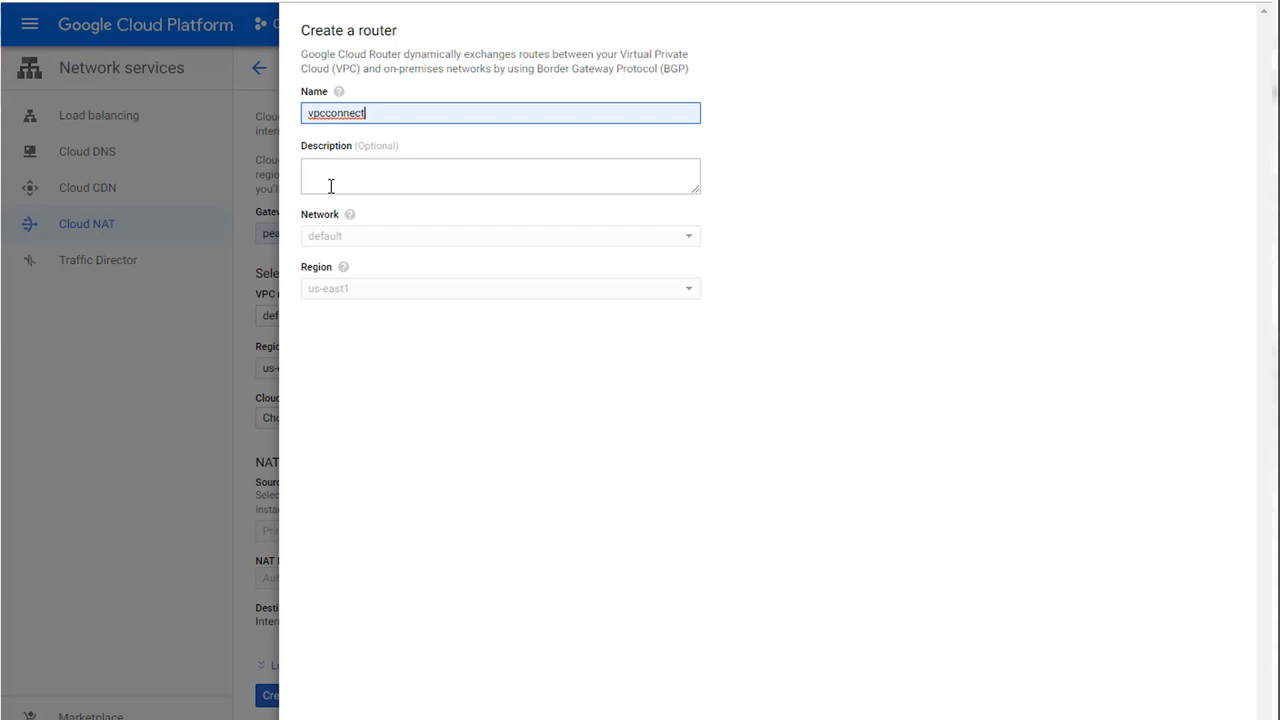 Google Cloud Platform
Network services
Load balancing
Cloud DNS
Cloud CDN
Cloud NAT
Traffic Director
Marketplace
Create a router
Google Cloud Router dynamically exchanges routes between your Virtual Private
Cloud (VPC) and on-premises networks by using Border Gateway Protocol (BGP)
Name
vpcconnect
Description (Optional)
Network
default
Region
us-east1
NAT